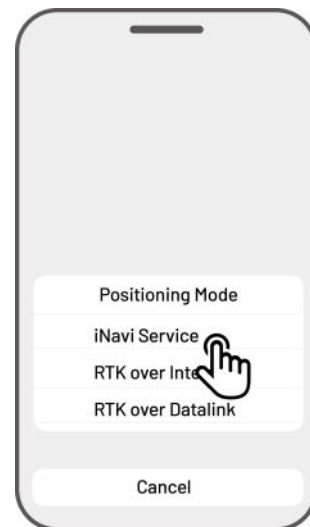 Positioning Mode
iNavi Service
RTK over
RTK over Datalink
Cancel